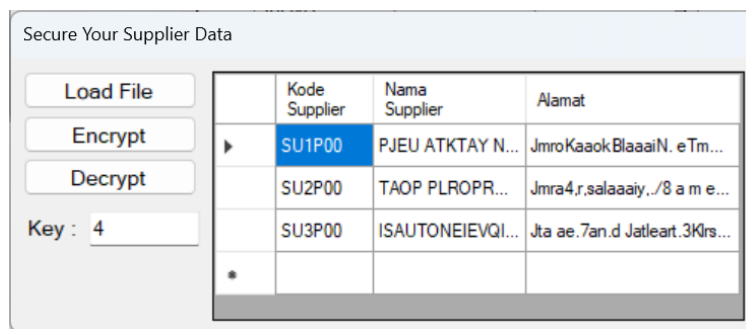 Secure Your Supplier Data
Load File
Encrypt
Decrypt
Key : 4
Kode Supplier Nama Supplier Alamat
SU1P00 PJEU ATKTAY N... JmroKaaokBlaaaiN. eTm...
SU2P00 TAOP PLROPR... Jmra4,r,salaaaiy,./8 a m e...
SU3P00 ISAUTONEIEVQI... Jta ae.7an.d Jatleart.3Klrs...